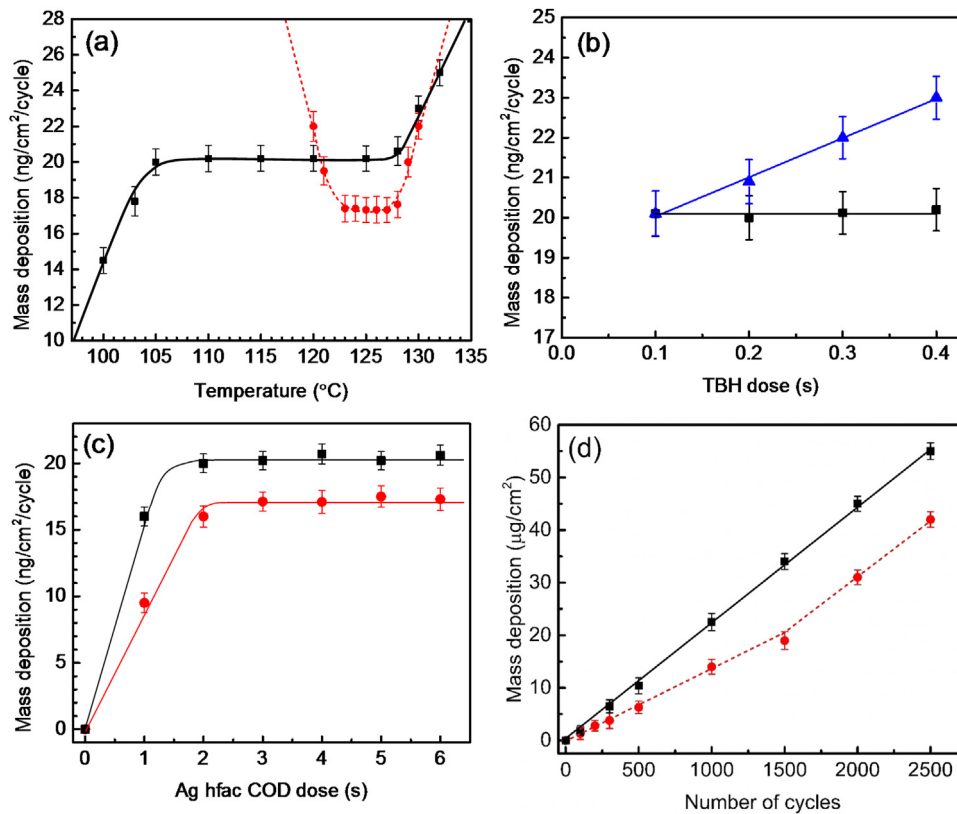 (a)
Mass deposition (ng/cm²/cycle)
28
26
24
22
20
18
16
14
12
10
100 105 110 115 120 125 130 135
Temperature (°C)
(b)
Mass deposition (ng/cm²/cycle)
25
24
23
22
21
20
19
18
17
0.0 0.1 0.2 0.3 0.4
TBH dose (s)
(c)
Mass deposition (ng/cm²/cycle)
20
15
10
5
0
0 1 2 3 4 5 6
Ag hfac COD dose (s)
(d)
Mass deposition (μg/cm²)
60
50
40
30
20
10
0
0 500 1000 1500 2000 2500
Number of cycles